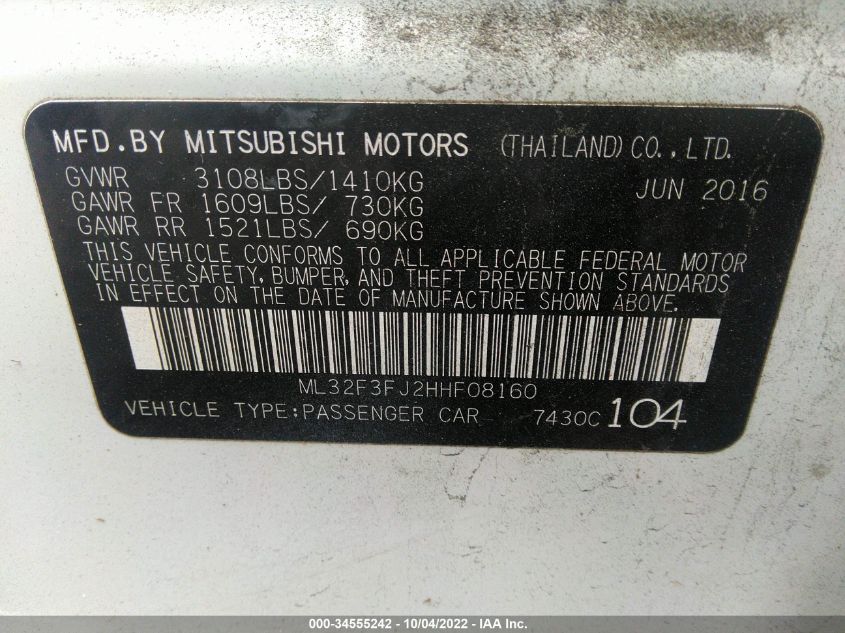 MFD.BY MITSUBISHI MOTORS (THAILAND) CO., LTD.
GVWR 3108LBS/1410KG JUN 2016
GAWR FR 1609LBS/ 730KG
GAWR RR 1521LBS/ 690KG
THIS VEHICLE CONFORMS TO ALL APPLICABLE FEDERAL MOTOR
VEHICLE SAFETY, BUMPER, AND THEFT PREVENTION STANDARDS
IN EFFECT ON THE DATE OF MANUFACTURE SHOWN ABOVE.
ML32F3FJ2HHF08160
VEHICLE TYPE:PASSENGER CAR 7430C 104
000-34555242 - 10/04/2022 - IAA Inc.